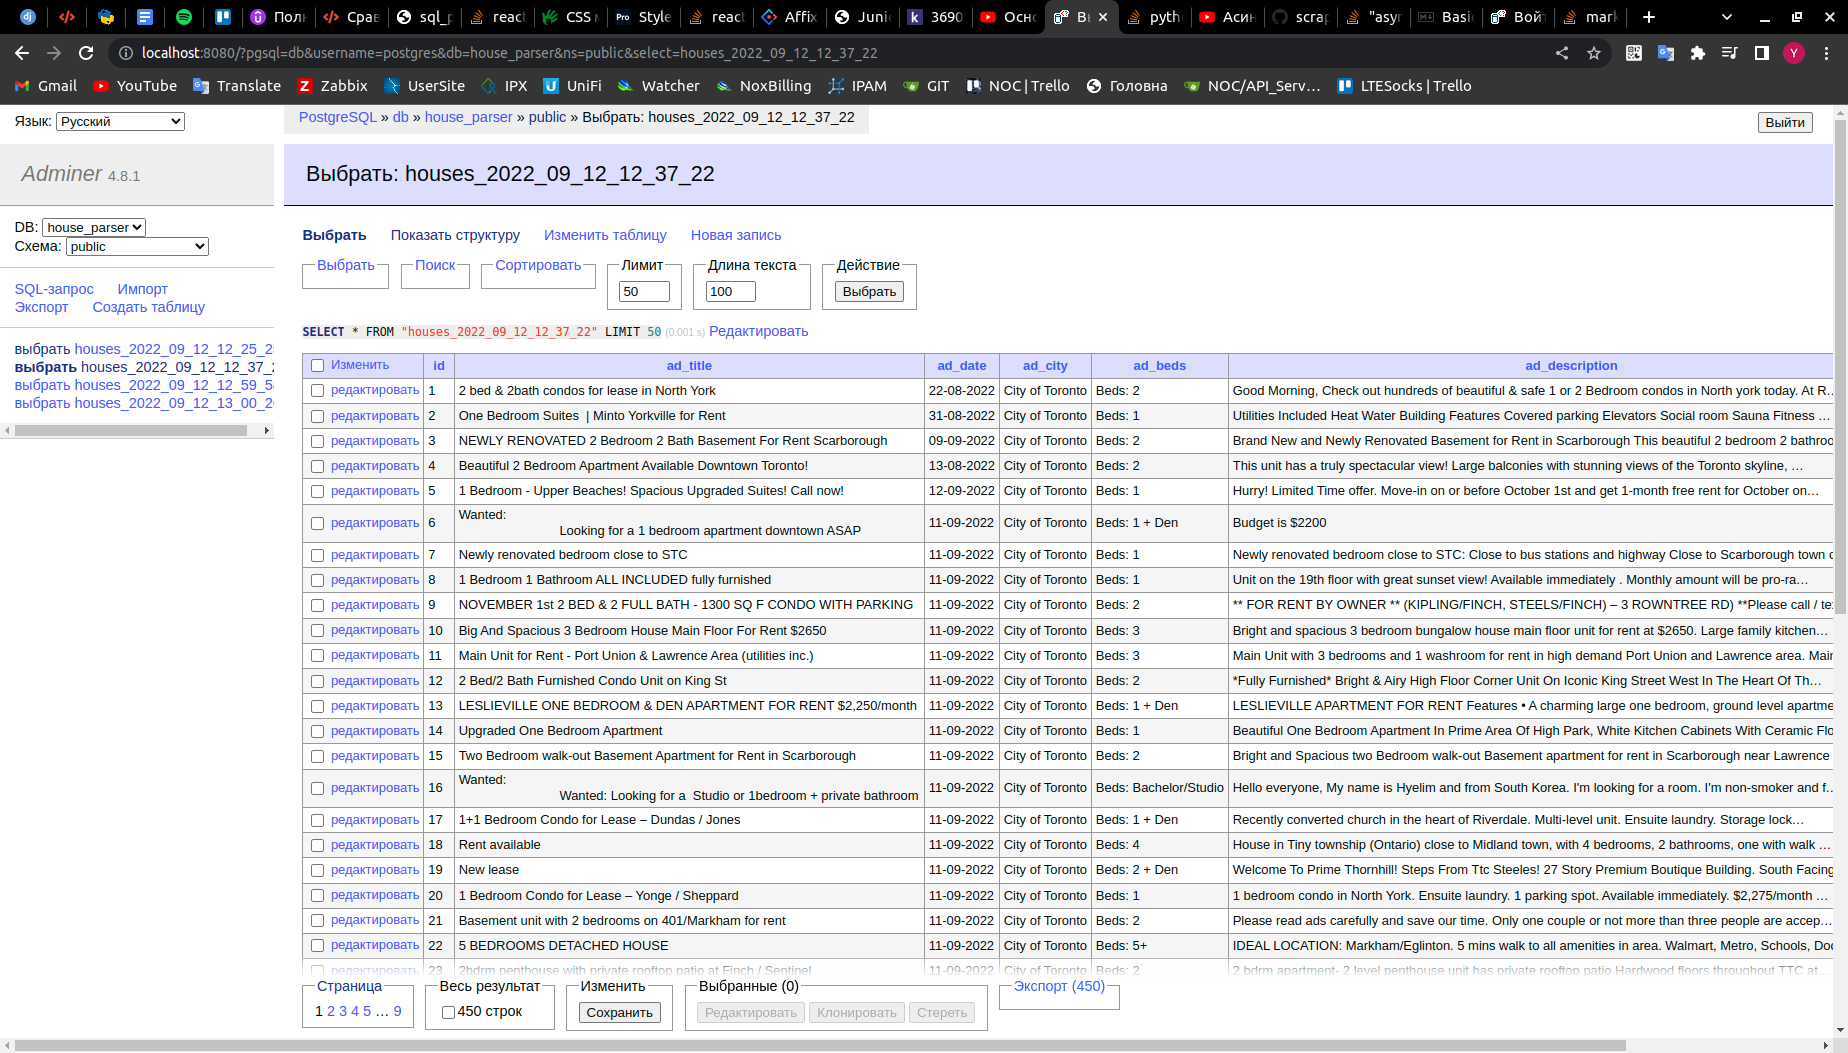 Пол
Срав
sql_p
react
CSS
Style
react
Affix
Juni
3690
Осно
В
pyth
Асин
scrap
"asyn
Basi
Войт
mark
localhost:8080/?pgsql=db&username=postgres&db=house_parser&ns=public&select=houses_2022_09_12_12_37_22
Y
Gmail YouTube Translate Zabbix UserSite IPX UniFi Watcher NoxBilling IPAM GIT NOC | Trello Головна NOC/API_Serv... LTESocks | Trello
Язык: Русский
PostgreSQL » db » house_parser » public » Выбрать: houses_2022_09_12_12_37_22
Выйти
Adminer 4.8.1
Выбрать: houses_2022_09_12_12_37_22
DB: house_parser
Схема: public
SQL-запрос Импорт
Экспорт Создать таблицу
выбрать houses_2022_09_12_12_25_2
выбрать houses_2022_09_12_12_37_2
выбрать houses_2022_09_12_12_59_5
выбрать houses_2022_09_12_13_00_2
Выбрать Показать структуру Изменить таблицу Новая запись
Выбрать Поиск Сортировать Лимит Длина текста Действие
50 100 Выбрать
SELECT * FROM "houses_2022_09_12_12_37_22" LIMIT 50 (0.001 s) Редактировать
Изменить id ad_title ad_date ad_city ad_beds ad_description
редактировать 1 2 bed & 2bath condos for lease in North York 22-08-2022 City of Toronto Beds: 2 Good Morning, Check out hundreds of beautiful & safe 1 or 2 Bedroom condos in North york today. At R…
редактировать 2 One Bedroom Suites | Minto Yorkville for Rent 31-08-2022 City of Toronto Beds: 1 Utilities Included Heat Water Building Features Covered parking Elevators Social room Sauna Fitness …
редактировать 3 NEWLY RENOVATED 2 Bedroom 2 Bath Basement For Rent Scarborough 09-09-2022 City of Toronto Beds: 2 Brand New and Newly Renovated Basement for Rent in Scarborough This beautiful 2 bedroom 2 bathroo
редактировать 4 Beautiful 2 Bedroom Apartment Available Downtown Toronto! 13-08-2022 City of Toronto Beds: 2 This unit has a truly spectacular view! Large balconies with stunning views of the Toronto skyline, …
редактировать 5 1 Bedroom - Upper Beaches! Spacious Upgraded Suites! Call now! 12-09-2022 City of Toronto Beds: 1 Hurry! Limited Time offer. Move-in on or before October 1st and get 1-month free rent for October on…
редактировать 6 Wanted:
Looking for a 1 bedroom apartment downtown ASAP 11-09-2022 City of Toronto Beds: 1 + Den Budget is $2200
редактировать 7 Newly renovated bedroom close to STC 11-09-2022 City of Toronto Beds: 1 Newly renovated bedroom close to STC: Close to bus stations and highway Close to Scarborough town c
редактировать 8 1 Bedroom 1 Bathroom ALL INCLUDED fully furnished 11-09-2022 City of Toronto Beds: 1 Unit on the 19th floor with great sunset view! Available immediately . Monthly amount will be pro-ra…
редактировать 9 NOVEMBER 1st 2 BED & 2 FULL BATH - 1300 SQ F CONDO WITH PARKING 11-09-2022 City of Toronto Beds: 2 ** FOR RENT BY OWNER ** (KIPLING/FINCH, STEELS/FINCH) – 3 ROWNTREE RD) **Please call / te
редактировать 10 Big And Spacious 3 Bedroom House Main Floor For Rent $2650 11-09-2022 City of Toronto Beds: 3 Bright and spacious 3 bedroom bungalow house main floor unit for rent at $2650. Large family kitchen…
редактировать 11 Main Unit for Rent - Port Union & Lawrence Area (utilities inc.) 11-09-2022 City of Toronto Beds: 3 Main Unit with 3 bedrooms and 1 washroom for rent in high demand Port Union and Lawrence area. Mai
редактировать 12 2 Bed/2 Bath Furnished Condo Unit on King St 11-09-2022 City of Toronto Beds: 2 *Fully Furnished* Bright & Airy High Floor Corner Unit On Iconic King Street West In The Heart Of Th…
редактировать 13 LESLIEVILLE ONE BEDROOM & DEN APARTMENT FOR RENT $2,250/month 11-09-2022 City of Toronto Beds: 1 + Den LESLIEVILLE APARTMENT FOR RENT Features • A charming large one bedroom, ground level apartme
редактировать 14 Upgraded One Bedroom Apartment 11-09-2022 City of Toronto Beds: 1 Beautiful One Bedroom Apartment In Prime Area Of High Park, White Kitchen Cabinets With Ceramic Flo
редактировать 15 Two Bedroom walk-out Basement Apartment for Rent in Scarborough 11-09-2022 City of Toronto Beds: 2 Bright and Spacious two Bedroom walk-out Basement apartment for rent in Scarborough near Lawrence
редактировать 16 Wanted:
Wanted: Looking for a Studio or 1bedroom + private bathroom 11-09-2022 City of Toronto Beds: Bachelor/Studio Hello everyone, My name is Hyelim and from South Korea. I'm looking for a room. I'm non-smoker and f…
редактировать 17 1+1 Bedroom Condo for Lease – Dundas / Jones 11-09-2022 City of Toronto Beds: 1 + Den Recently converted church in the heart of Riverdale. Multi-level unit. Ensuite laundry. Storage lock…
редактировать 18 Rent available 11-09-2022 City of Toronto Beds: 4 House in Tiny township (Ontario) close to Midland town, with 4 bedrooms, 2 bathrooms, one with walk …
редактировать 19 New lease 11-09-2022 City of Toronto Beds: 2 + Den Welcome To Prime Thornhill! Steps From Ttc Steeles! 27 Story Premium Boutique Building. South Facing
редактировать 20 1 Bedroom Condo for Lease – Yonge / Sheppard 11-09-2022 City of Toronto Beds: 1 1 bedroom condo in North York. Ensuite laundry. 1 parking spot. Available immediately. $2,275/month …
редактировать 21 Basement unit with 2 bedrooms on 401/Markham for rent 11-09-2022 City of Toronto Beds: 2 Please read ads carefully and save our time. Only one couple or not more than three people are accep…
редактировать 22 5 BEDROOMS DETACHED HOUSE 11-09-2022 City of Toronto Beds: 5+ IDEAL LOCATION: Markham/Eglinton. 5 mins walk to all amenities in area. Walmart, Metro, Schools, Do
редактировать 23 2bdrm penthouse with private rooftop patio at Finch / Sentinel 11-09-2022 City of Toronto Beds: 2 2 bdrm apartment- 2 level penthouse unit has private rooftop patio Hardwood floors throughout TTC at…
Страница Весь результат Изменить Выбранные (0) Экспорт (450)
1 2 3 4 5 … 9 450 строк Сохранить Редактировать Клонировать Стереть